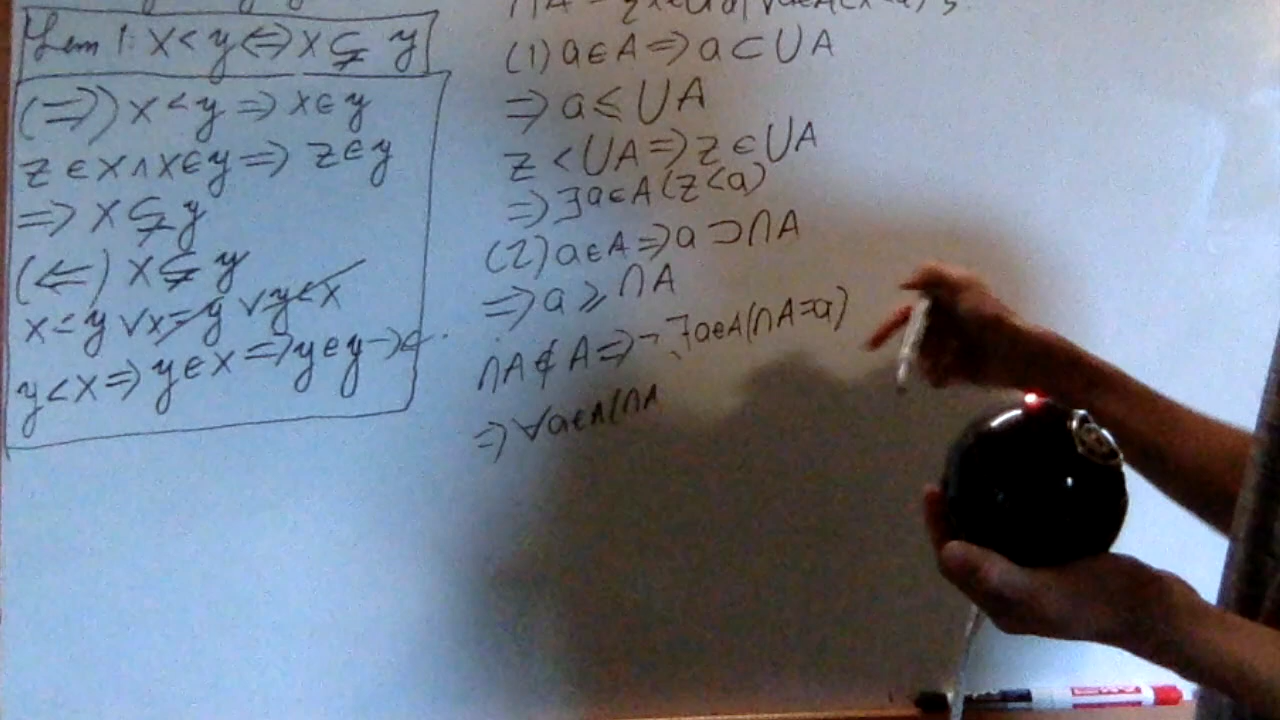 Lem 1: x < y ⇔ x ⊊ y
(⇒) x < y ⇒ x ∈ y
z ∈ x ∧ x ∈ y ⇒ z ∈ y
⇒ x ⊊ y
(⇐) x ⊊ y
x < y ∨ x = y ∨ y < x
y < x ⇒ y ∈ x ⇒ y ∈ y →←.
(1) a ∈ A ⇒ a ⊂ ∪A
⇒ a ≤ ∪A
z < ∪A ⇒ z ∈ ∪A
⇒ ∃a∈A (z < a)
(2) a ∈ A ⇒ a ⊃ ∩A
⇒ a ≥ ∩A
∩A ∉ A ⇒ ¬∃a∈A (∩A = a)
⇒ ∀a∈A (∩A